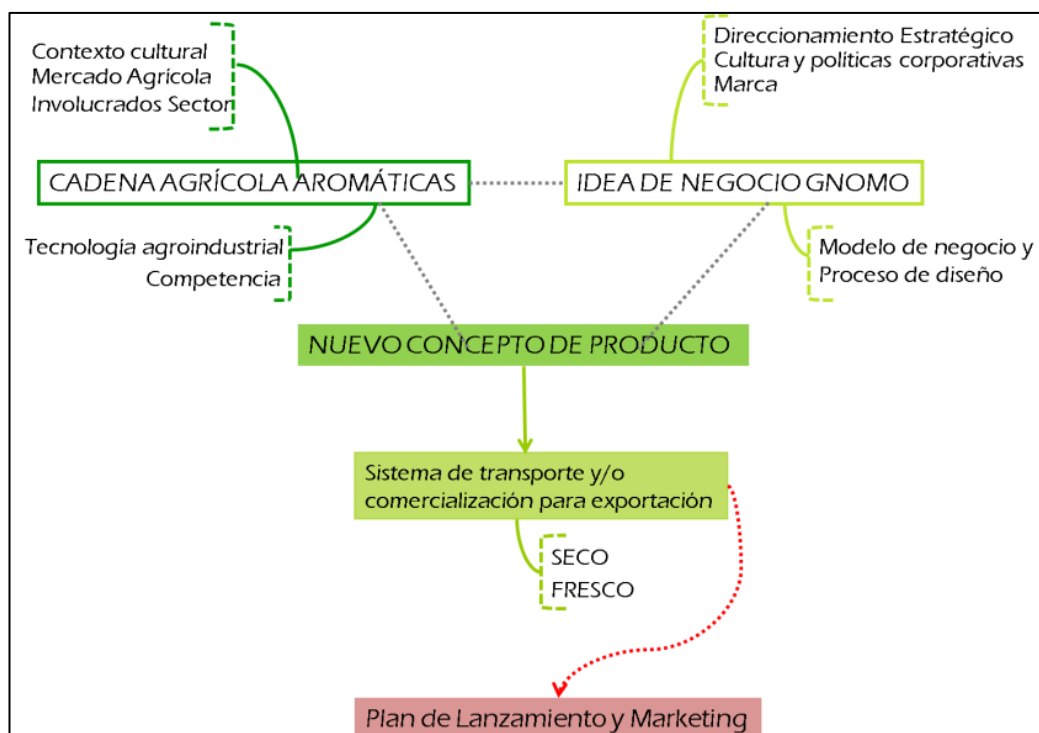 Contexto cultural
Mercado Agrícola
Involucrados Sector
Direccionamiento Estratégico
Cultura y políticas corporativas
Marca
CADENA AGRÍCOLA AROMÁTICAS
IDEA DE NEGOCIO GNOMO
Tecnología agroindustrial
Competencia
Modelo de negocio y
Proceso de diseño
NUEVO CONCEPTO DE PRODUCTO
Sistema de transporte y/o
comercialización para exportación
SECO
FRESCO
Plan de Lanzamiento y Marketing